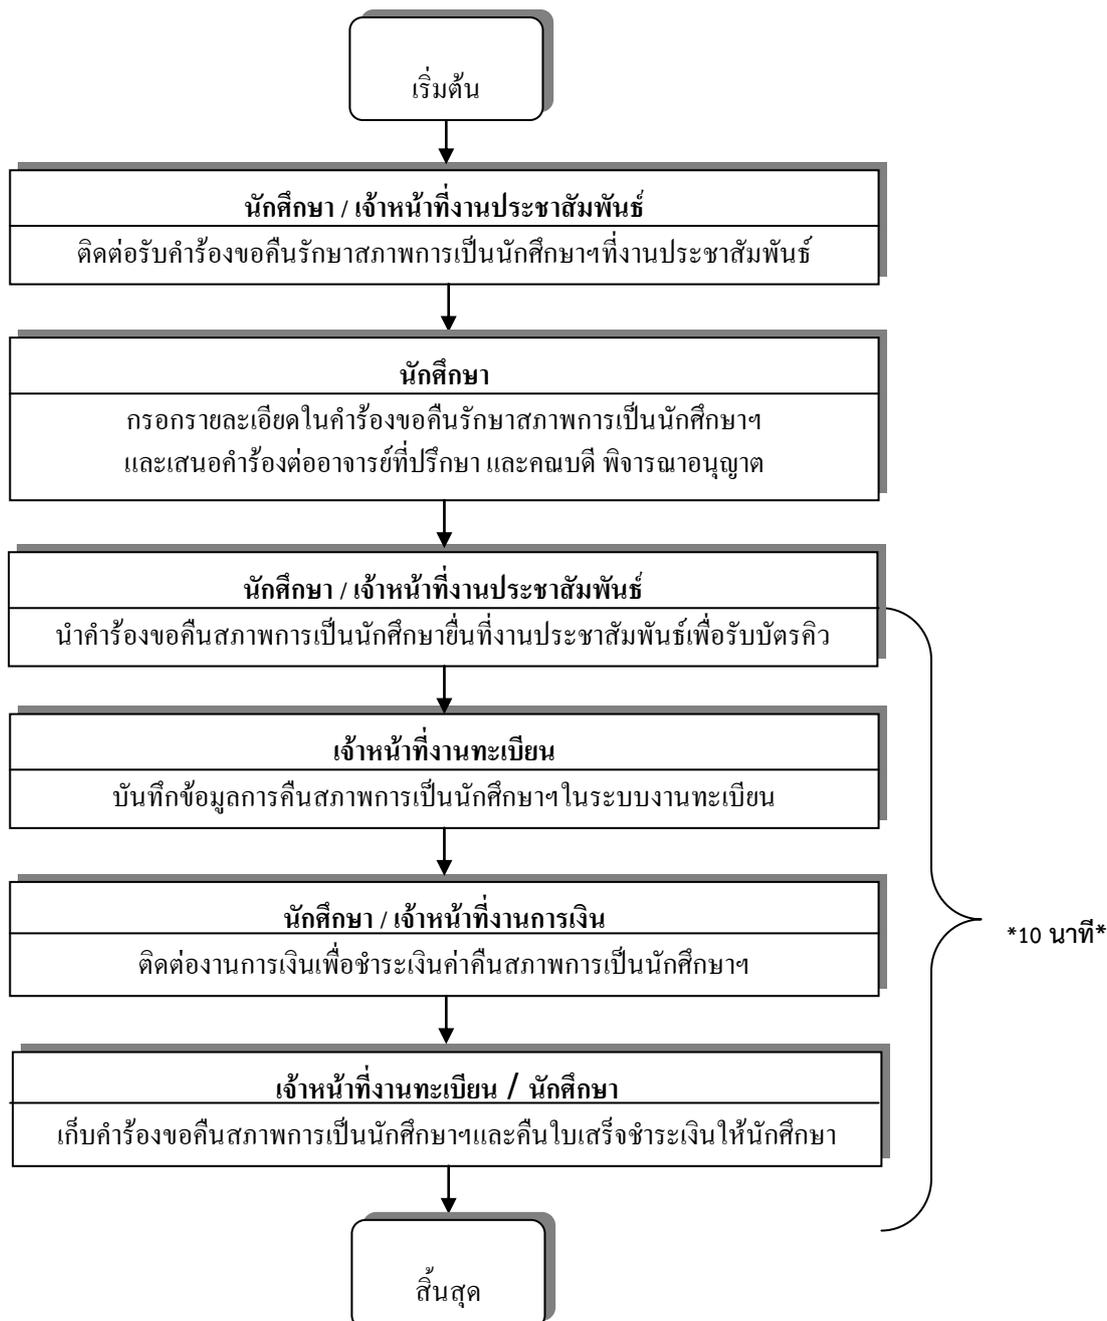 เริ่มต้น
นักศึกษา / เจ้าหน้าที่งานประชาสัมพันธ์
ติดต่อรับคำร้องขอคืนรักษาสภาพการเป็นนักศึกษาฯที่งานประชาสัมพันธ์
นักศึกษา
กรอกรายละเอียดในคำร้องขอคืนรักษาสภาพการเป็นนักศึกษาฯ
และเสนอคำร้องต่ออาจารย์ที่ปรึกษา และคณบดี พิจารณาอนุญาต
นักศึกษา / เจ้าหน้าที่งานประชาสัมพันธ์
นำคำร้องขอคืนสภาพการเป็นนักศึกษายื่นที่งานประชาสัมพันธ์เพื่อรับบัตรคิว
เจ้าหน้าที่งานทะเบียน
บันทึกข้อมูลการคืนสภาพการเป็นนักศึกษาฯในระบบงานทะเบียน
นักศึกษา / เจ้าหน้าที่งานการเงิน
ติดต่องานการเงินเพื่อชำระเงินค่าคืนสภาพการเป็นนักศึกษาฯ
*10 นาที*
เจ้าหน้าที่งานทะเบียน / นักศึกษา
เก็บคำร้องขอคืนสภาพการเป็นนักศึกษาฯและคืนใบเสร็จชำระเงินให้นักศึกษา
สิ้นสุด